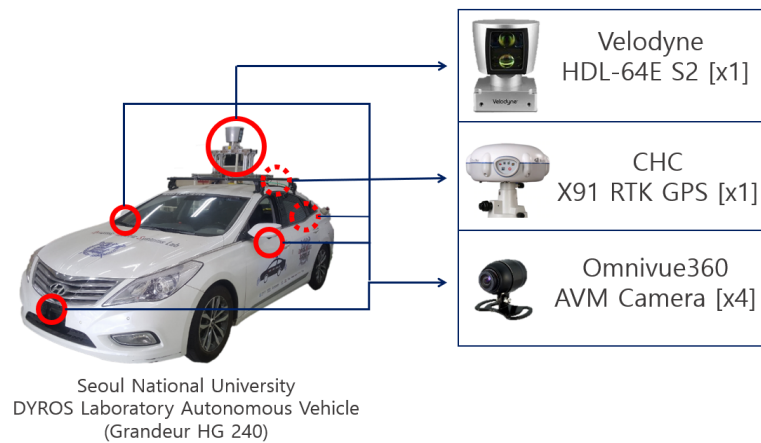 Velodyne
HDL-64E S2 [x1]
Velodyne
CHC
X91 RTK GPS [x1]
Omnivue360
AVM Camera [x4]
Seoul National University
DYROS Laboratory Autonomous Vehicle
(Grandeur HG 240)